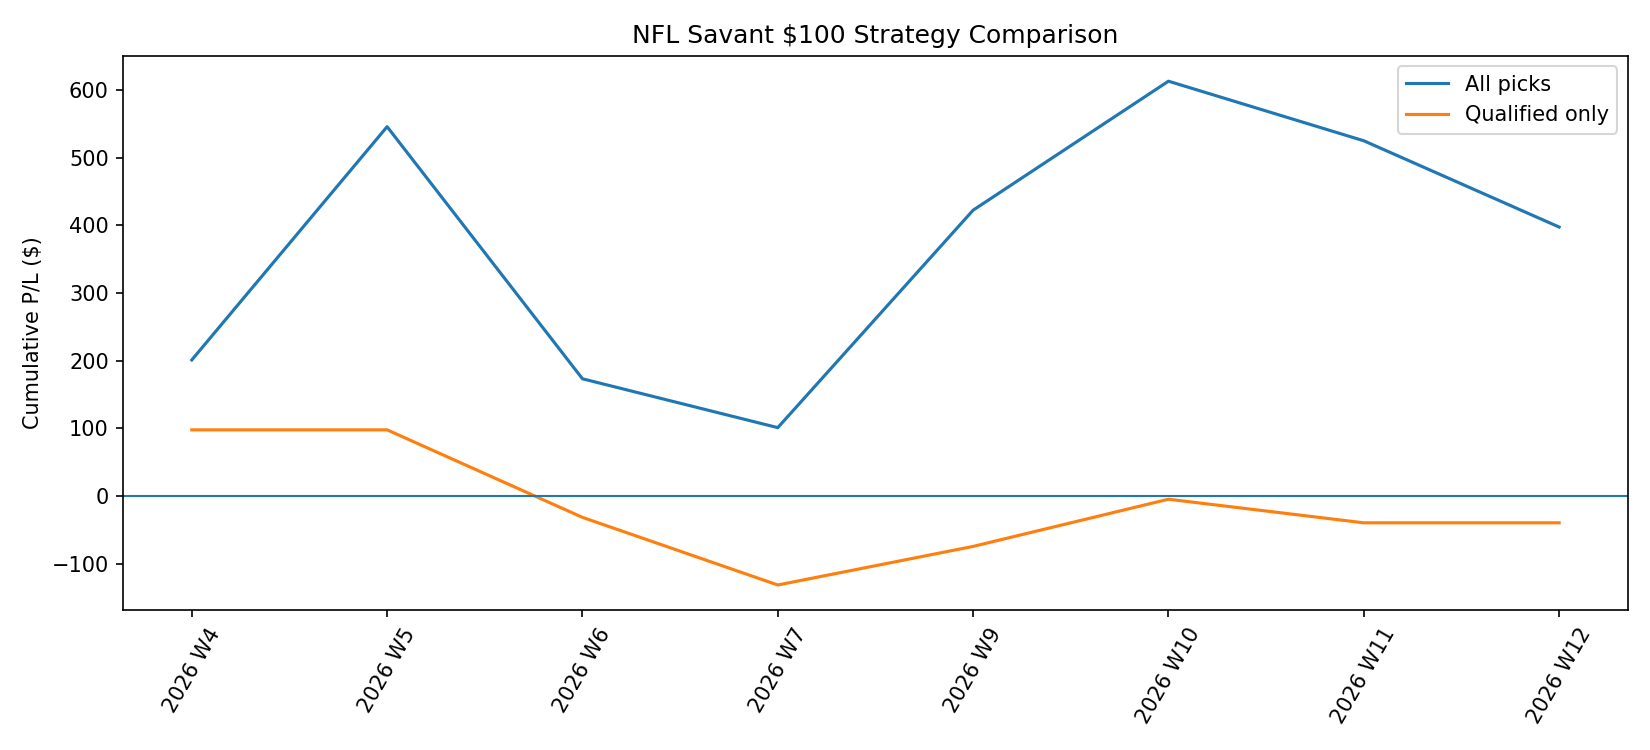 NFL Savant $100 Strategy Comparison
All picks
Qualified only
Cumulative P/L ($)
600
500
400
300
200
100
0
−100
2026 W4
2026 W5
2026 W6
2026 W7
2026 W9
2026 W10
2026 W11
2026 W12